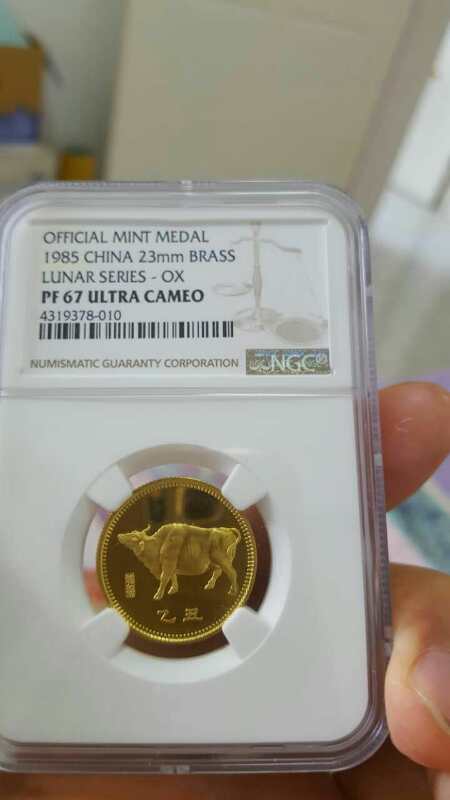 OFFICIAL MINT MEDAL
1985 CHINA 23mm BRASS
LUNAR SERIES - OX
PF 67 ULTRA CAMEO
4319378-010
NUMISMATIC GUARANTY CORPORATION
NGC
乙丑